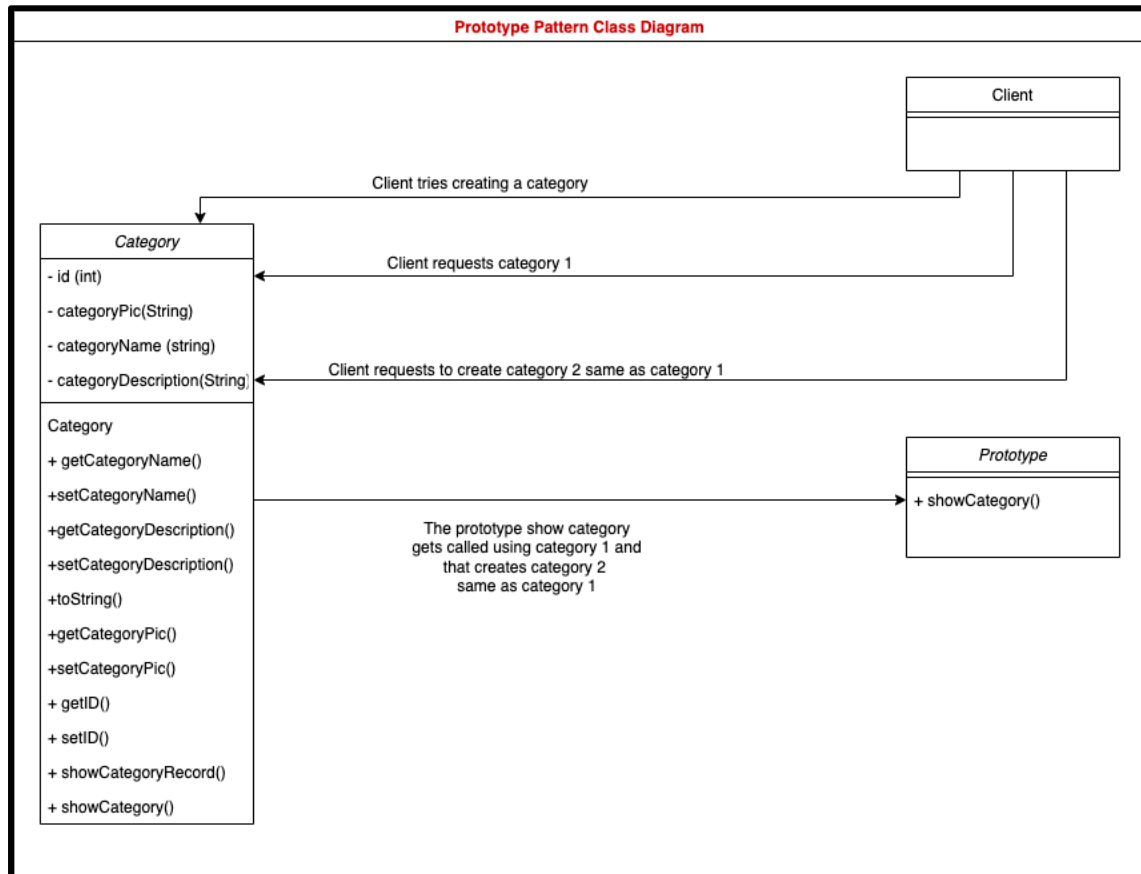 Prototype Pattern Class Diagram
Client
Client tries creating a category
Category
- id (int)
- categoryPic(String)
- categoryName (string)
- categoryDescription(String)
Client requests category 1
Client requests to create category 2 same as category 1
Category
+ getCategoryName()
+setCategoryName()
+getCategoryDescription()
+setCategoryDescription()
+toString()
+getCategoryPic()
+setCategoryPic()
+ getID()
+ setID()
+ showCategoryRecord()
+ showCategory()
The prototype show category
gets called using category 1 and
that creates category 2
same as category 1
Prototype
+ showCategory()